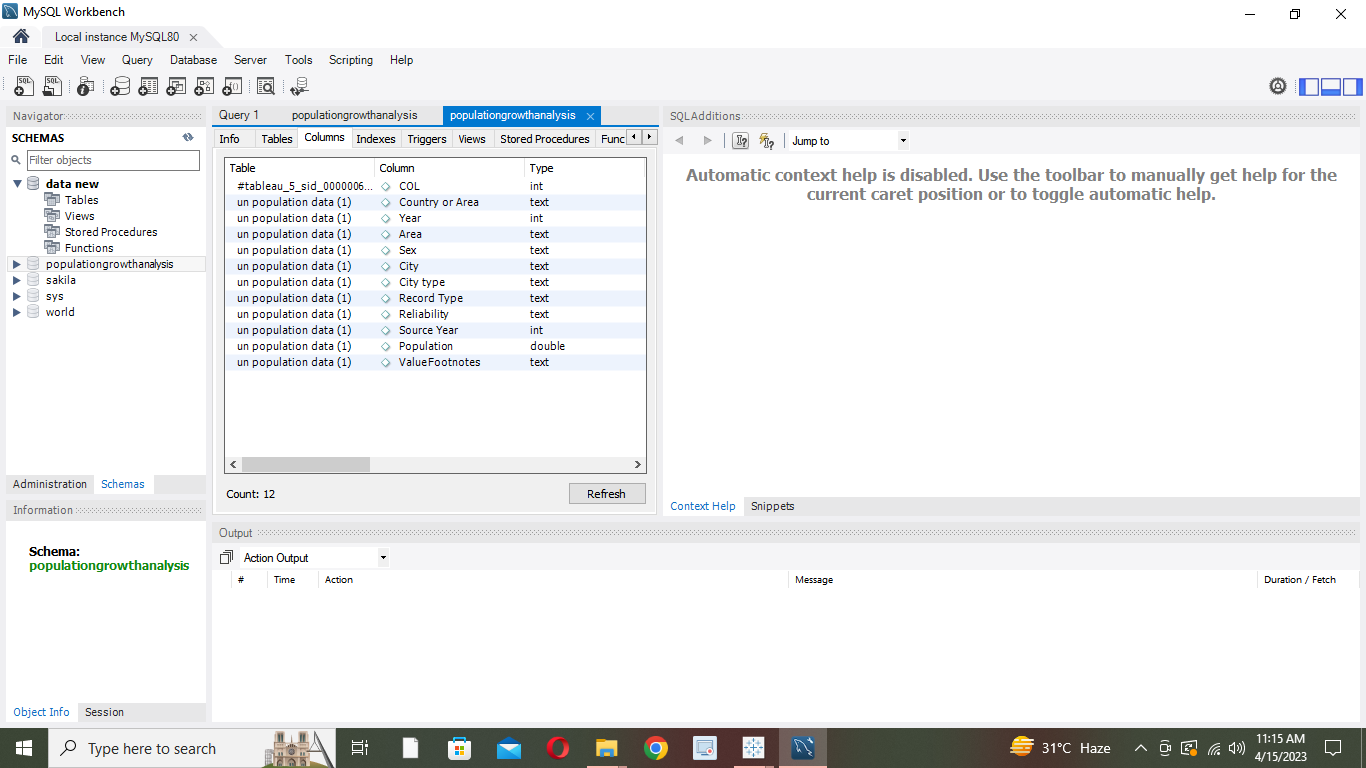 MySQL Workbench
Local instance MySQL80
File Edit View Query Database Server Tools Scripting Help
Navigator
SCHEMAS
Filter objects
data new
Tables
Views
Stored Procedures
Functions
populationgrowthanalysis
sakila
sys
world
Administration Schemas
Information
Schema:
populationgrowthanalysis
Object Info Session
Query 1 populationgrowthanalysis populationgrowthanalysis
Info Tables Columns Indexes Triggers Views Stored Procedures Func
Table Column Type
#tableau_5_sid_0000006... COL int
un population data (1) Country or Area text
un population data (1) Year int
un population data (1) Area text
un population data (1) Sex text
un population data (1) City text
un population data (1) City type text
un population data (1) Record Type text
un population data (1) Reliability text
un population data (1) Source Year int
un population data (1) Population double
un population data (1) ValueFootnotes text
Count: 12 Refresh
SQLAdditions
Jump to
Automatic context help is disabled. Use the toolbar to manually get help for the
current caret position or to toggle automatic help.
Context Help Snippets
Output
Action Output
# Time Action Message Duration / Fetch
Type here to search
31°C Haze
11:15 AM
4/15/2023